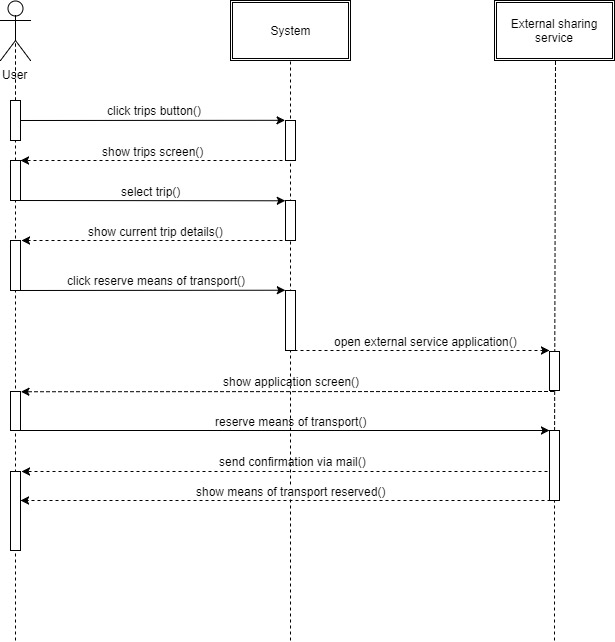 External sharing
service
System
User
click trips button()
show trips screen()
select trip()
show current trip details()
click reserve means of transport()
open external service application()
show application screen()
reserve means of transport()
send confirmation via mail()
show means of transport reserved()